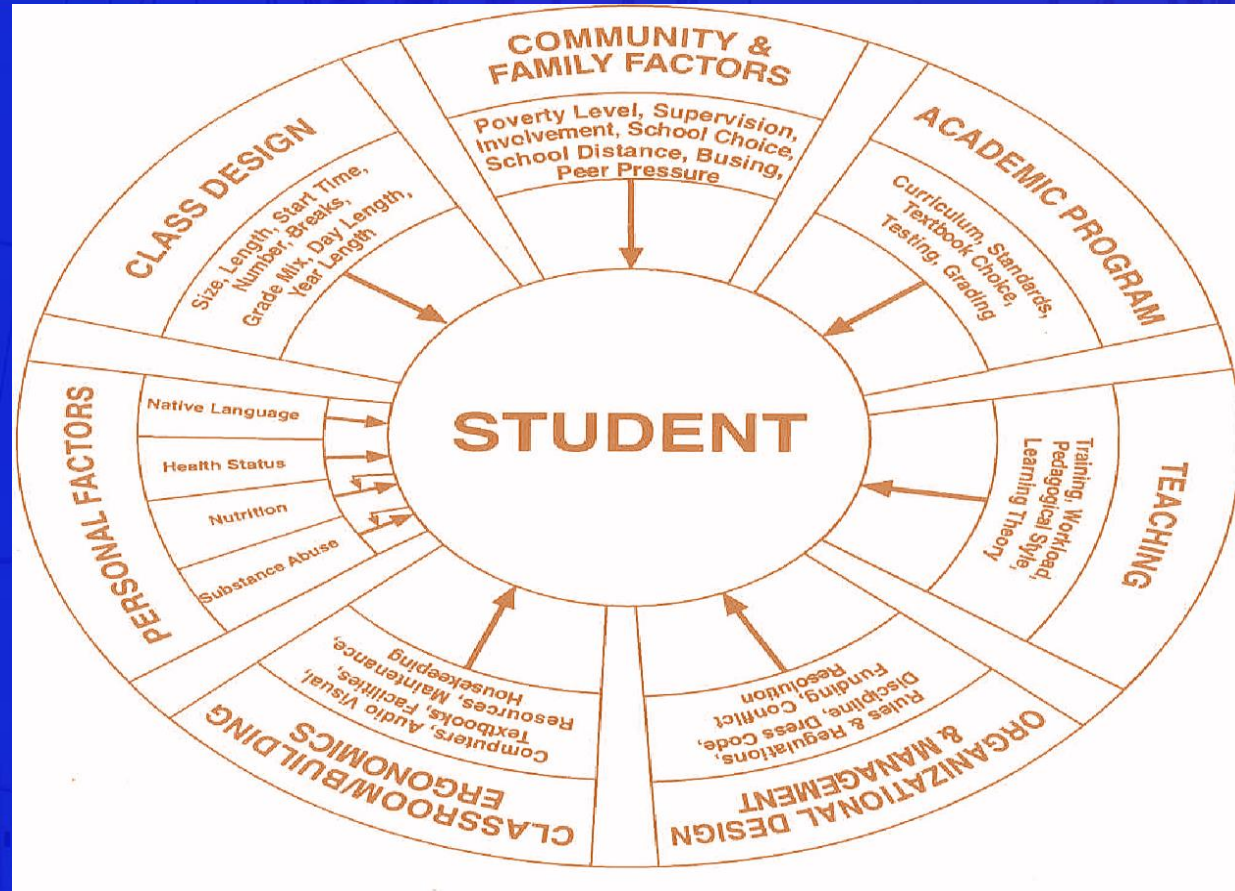 COMMUNITY &
FAMILY FACTORS
Poverty Level, Supervision,
Involvement, School Choice,
School Distance, Busing,
Peer Pressure
ACADEMIC PROGRAM
Curriculum, Standards,
Textbook Choice,
Testing, Grading
TEACHING
Training, Workload,
Pedagogical Style,
Learning Theory
ORGANIZATIONAL DESIGN
& MANAGEMENT
Rules & Regulations,
Discipline, Dress Code,
Funding, Conflict
Resolution
CLASSROOM/BUILDING
ERGONOMICS
Computers, Audio Visual,
Textbooks, Facilities,
Resources, Maintenance,
Housekeeping
PERSONAL FACTORS
Native Language
Health Status
Nutrition
Substance Abuse
CLASS DESIGN
Size, Length, Start Time,
Number, Breaks,
Grade Mix, Day Length,
Year Length
STUDENT